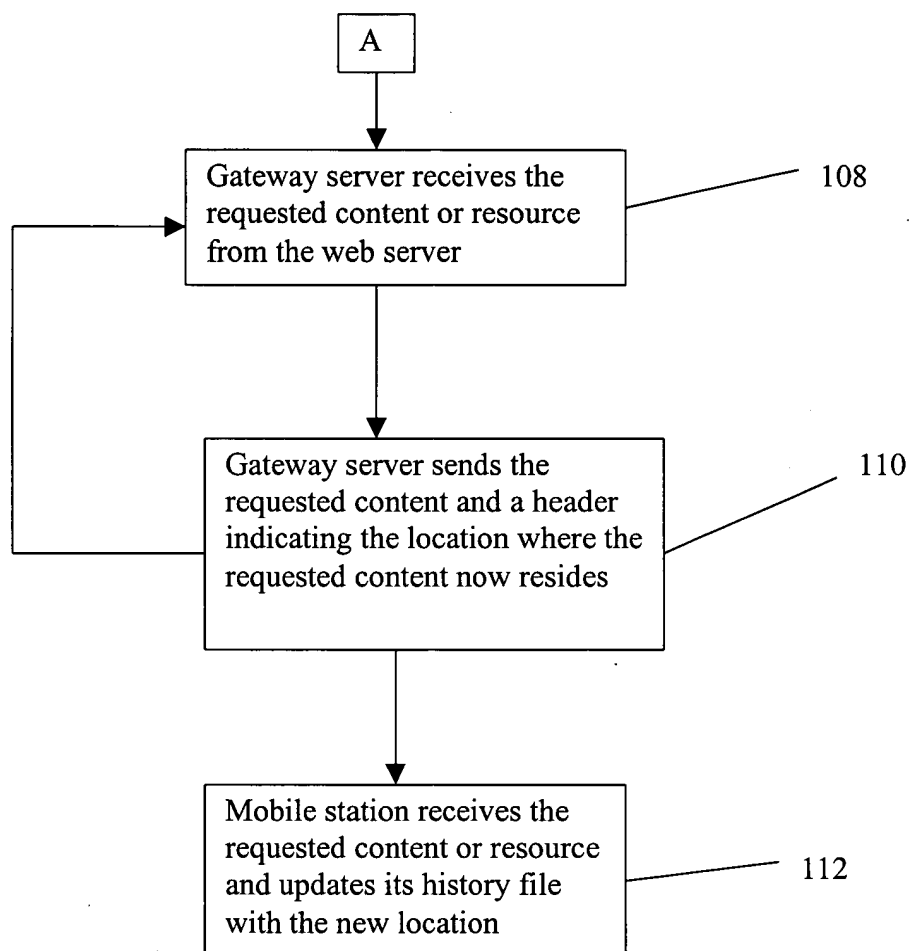 A
Gateway server receives the
requested content or resource
from the web server
108
Gateway server sends the
requested content and a header
indicating the location where the
requested content now resides
110
Mobile station receives the
requested content or resource
and updates its history file
with the new location
112